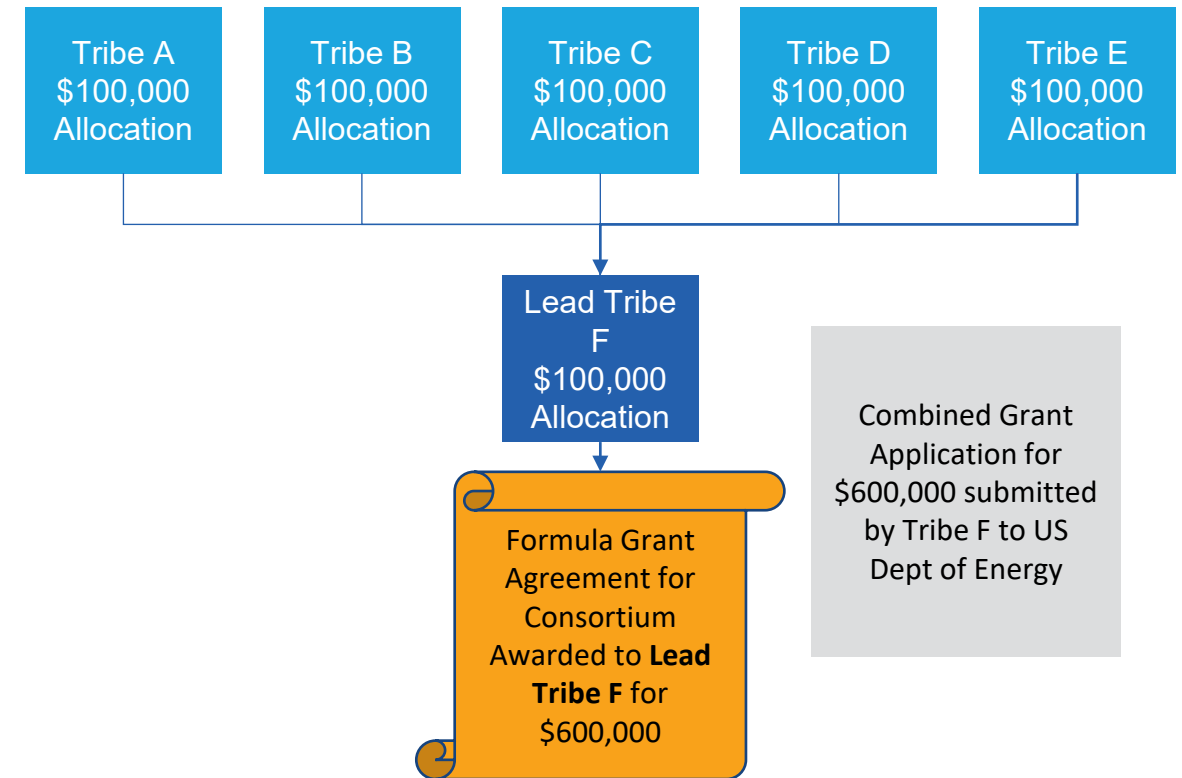 Tribe A
$100,000
Allocation
Tribe B
$100,000
Allocation
Tribe C
$100,000
Allocation
Tribe D
$100,000
Allocation
Tribe E
$100,000
Allocation
Lead Tribe
F
$100,000
Allocation
Combined Grant
Application for
$600,000 submitted
by Tribe F to US
Dept of Energy
Formula Grant
Agreement for
Consortium
Awarded to Lead
Tribe F for
$600,000